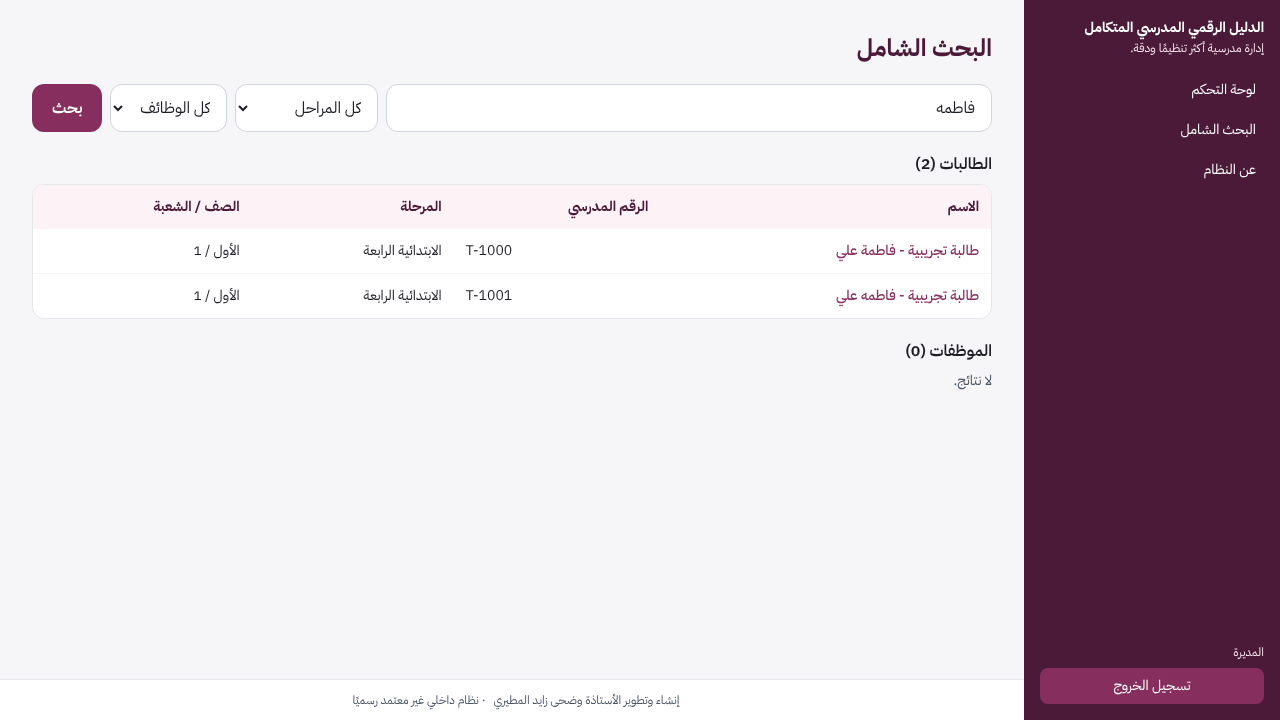 الدليل الرقمي المدرسي المتكامل
إدارة مدرسية أكثر تنظيمًا ودقة.
لوحة التحكم
البحث الشامل
عن النظام
المديرة
تسجيل الخروج
البحث الشامل
فاطمه كل المراحل كل الوظائف بحث
الطالبات (2)
الاسم الرقم المدرسي المرحلة الصف / الشعبة
طالبة تجريبية - فاطمة علي T-1000 الابتدائية الرابعة الأول / 1
طالبة تجريبية - فاطمه علي T-1001 الابتدائية الرابعة الأول / 1
الموظفات (0)
لا نتائج.
إنشاء وتطوير الأستاذة وضحى زايد المطيري · نظام داخلي غير معتمد رسميًا